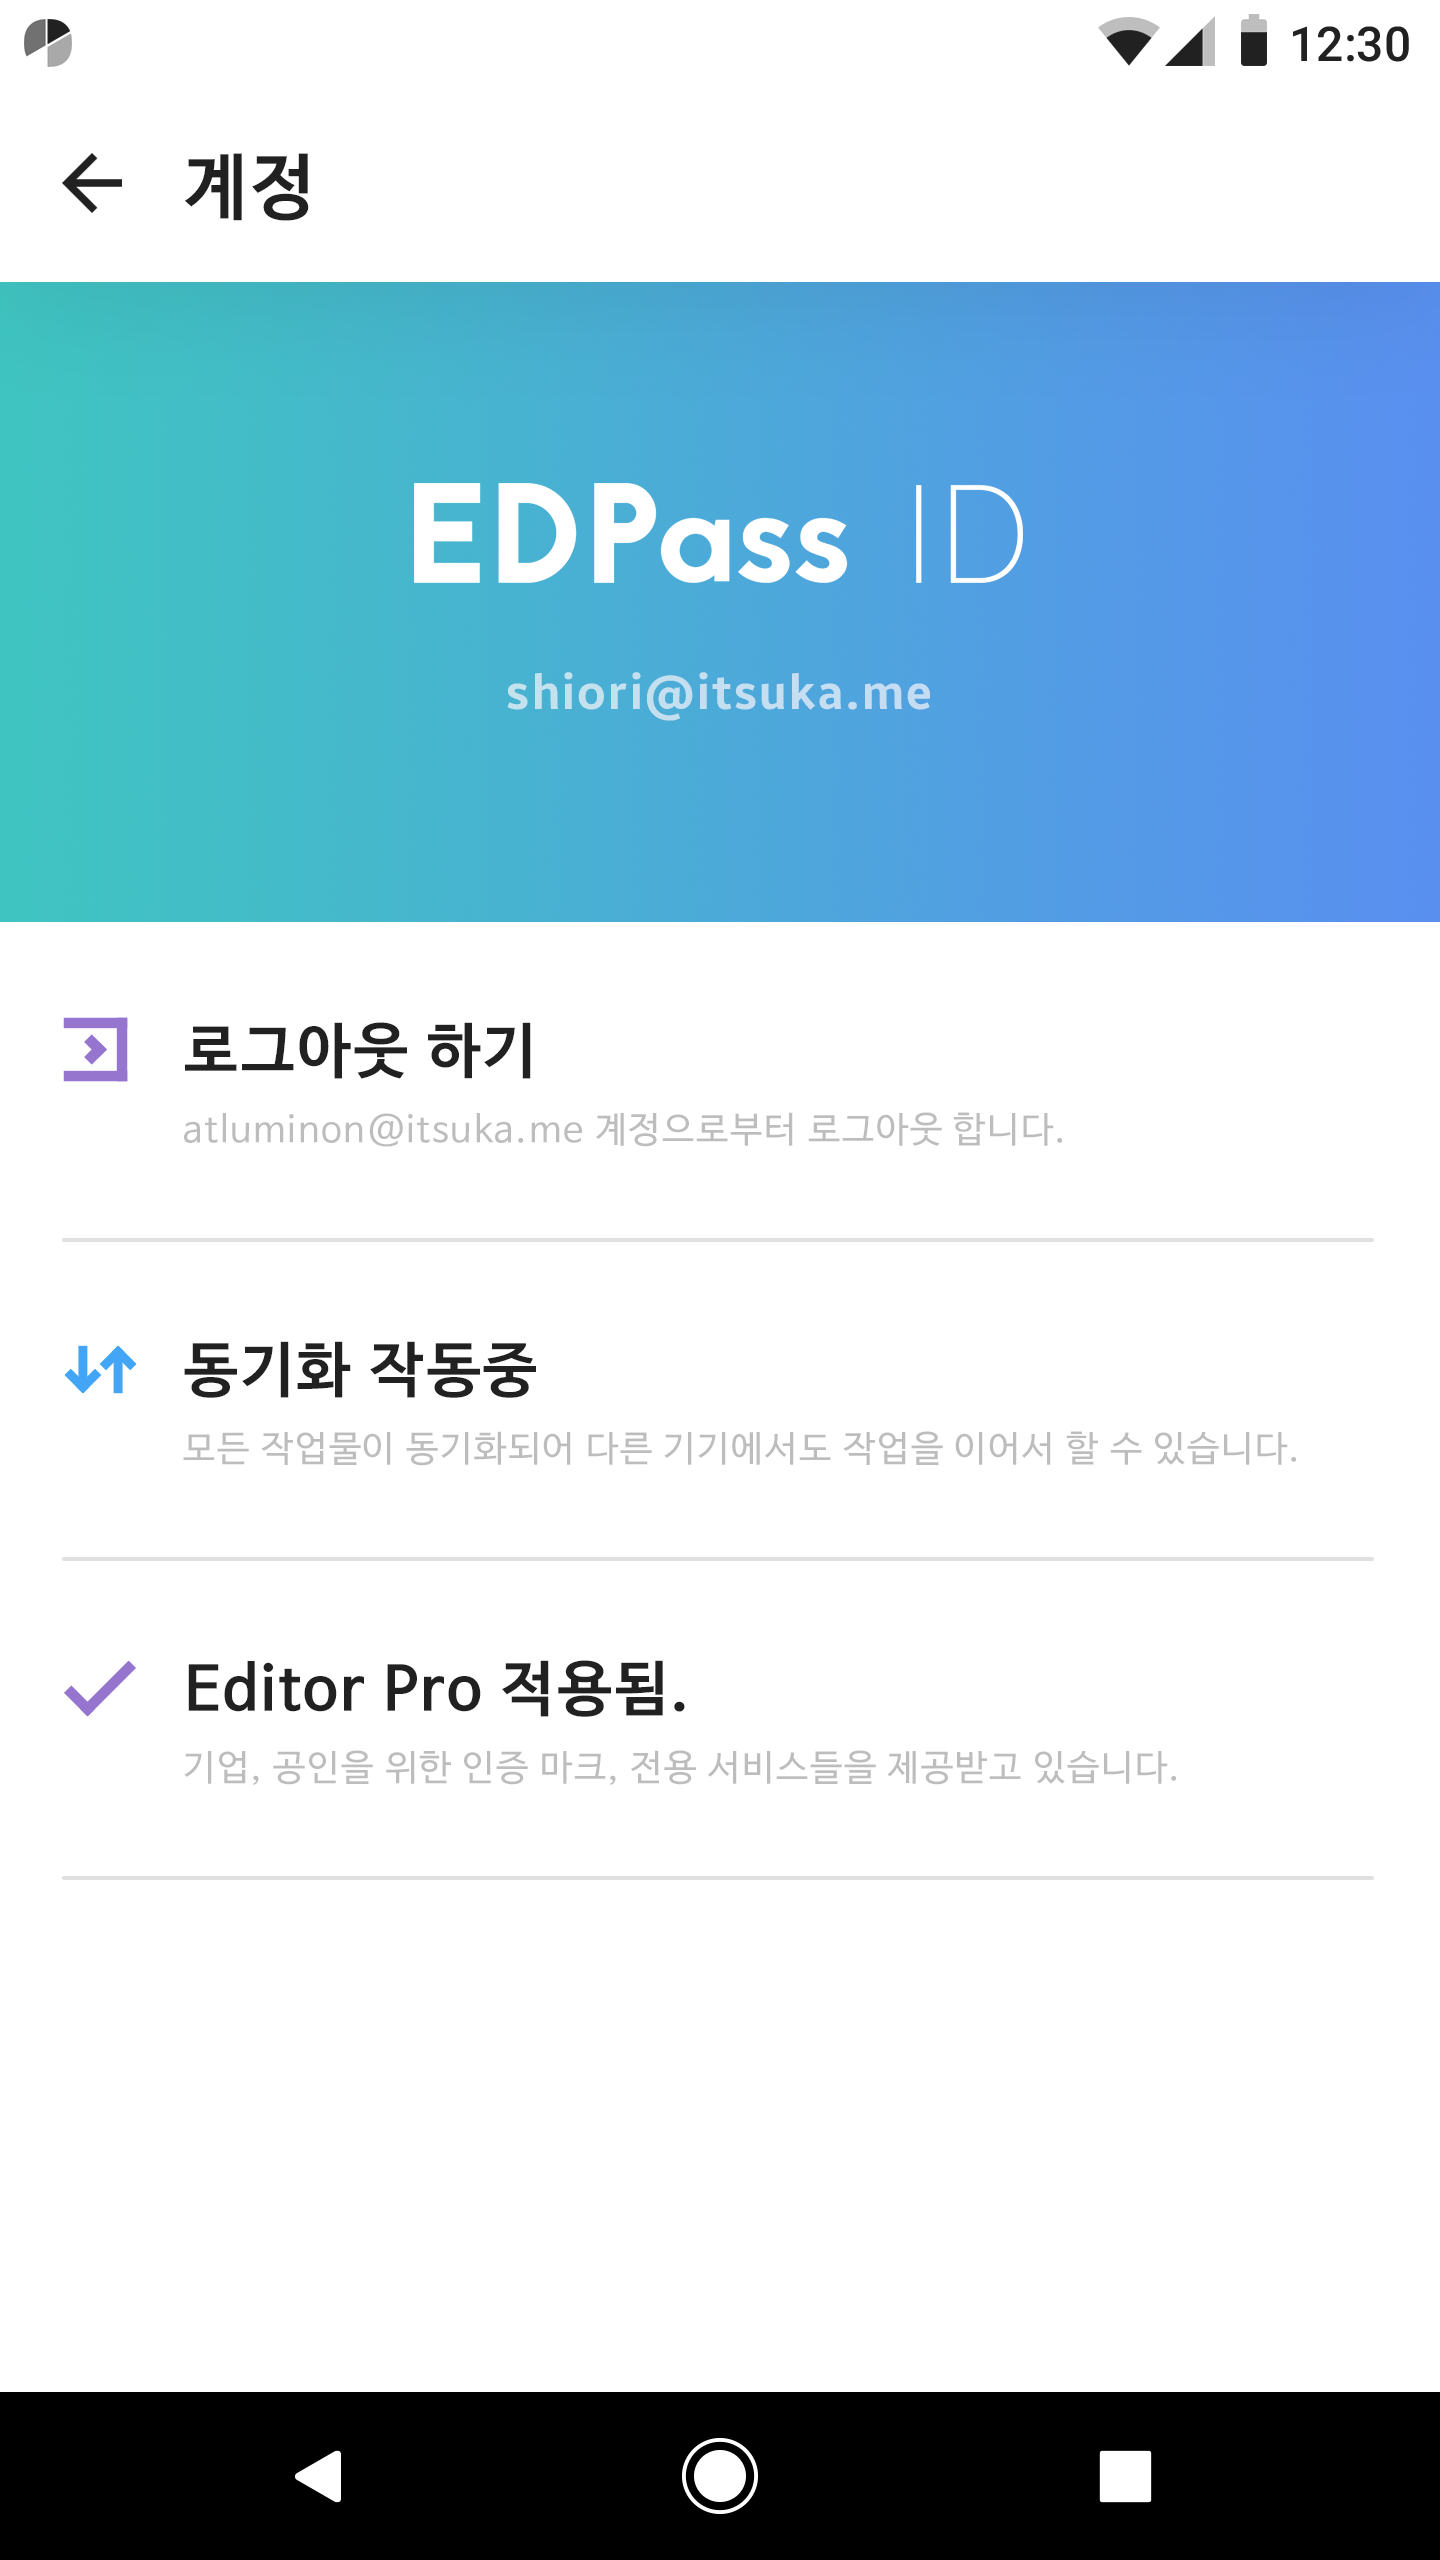 12:30
계정
EDPass ID
shiori@itsuka.me
로그아웃 하기
atluminon@itsuka.me 계정으로부터 로그아웃 합니다.
동기화 작동중
모든 작업물이 동기화되어 다른 기기에서도 작업을 이어서 할 수 있습니다.
Editor Pro 적용됨.
기업, 공인을 위한 인증 마크, 전용 서비스들을 제공받고 있습니다.